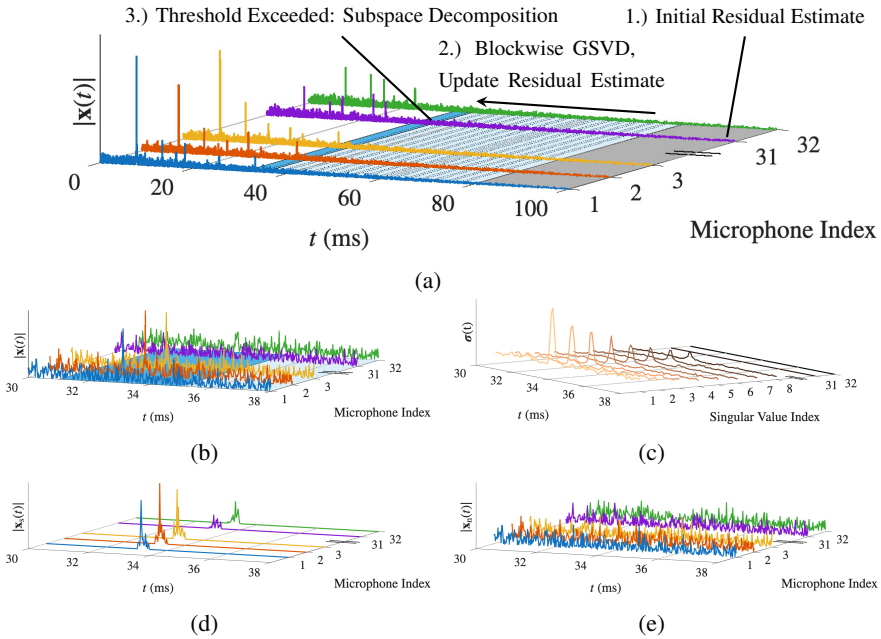 3.) Threshold Exceeded: Subspace Decomposition
1.) Initial Residual Estimate
2.) Blockwise GSVD,
Update Residual Estimate
|x(t)|
0
20
40
60
80
100
t (ms)
1
2
3
31
32
Microphone Index
(a)
|x(t)|
30
32
34
36
38
t (ms)
1
2
3
31
32
Microphone Index
(b)
σ(t)
30
32
34
36
38
t (ms)
1
2
3
4
5
6
7
8
31
32
Singular Value Index
(c)
|xs(t)|
30
32
34
36
38
t (ms)
1
2
3
31
32
Microphone Index
(d)
|xn(t)|
30
32
34
36
38
t (ms)
1
2
3
31
32
Microphone Index
(e)